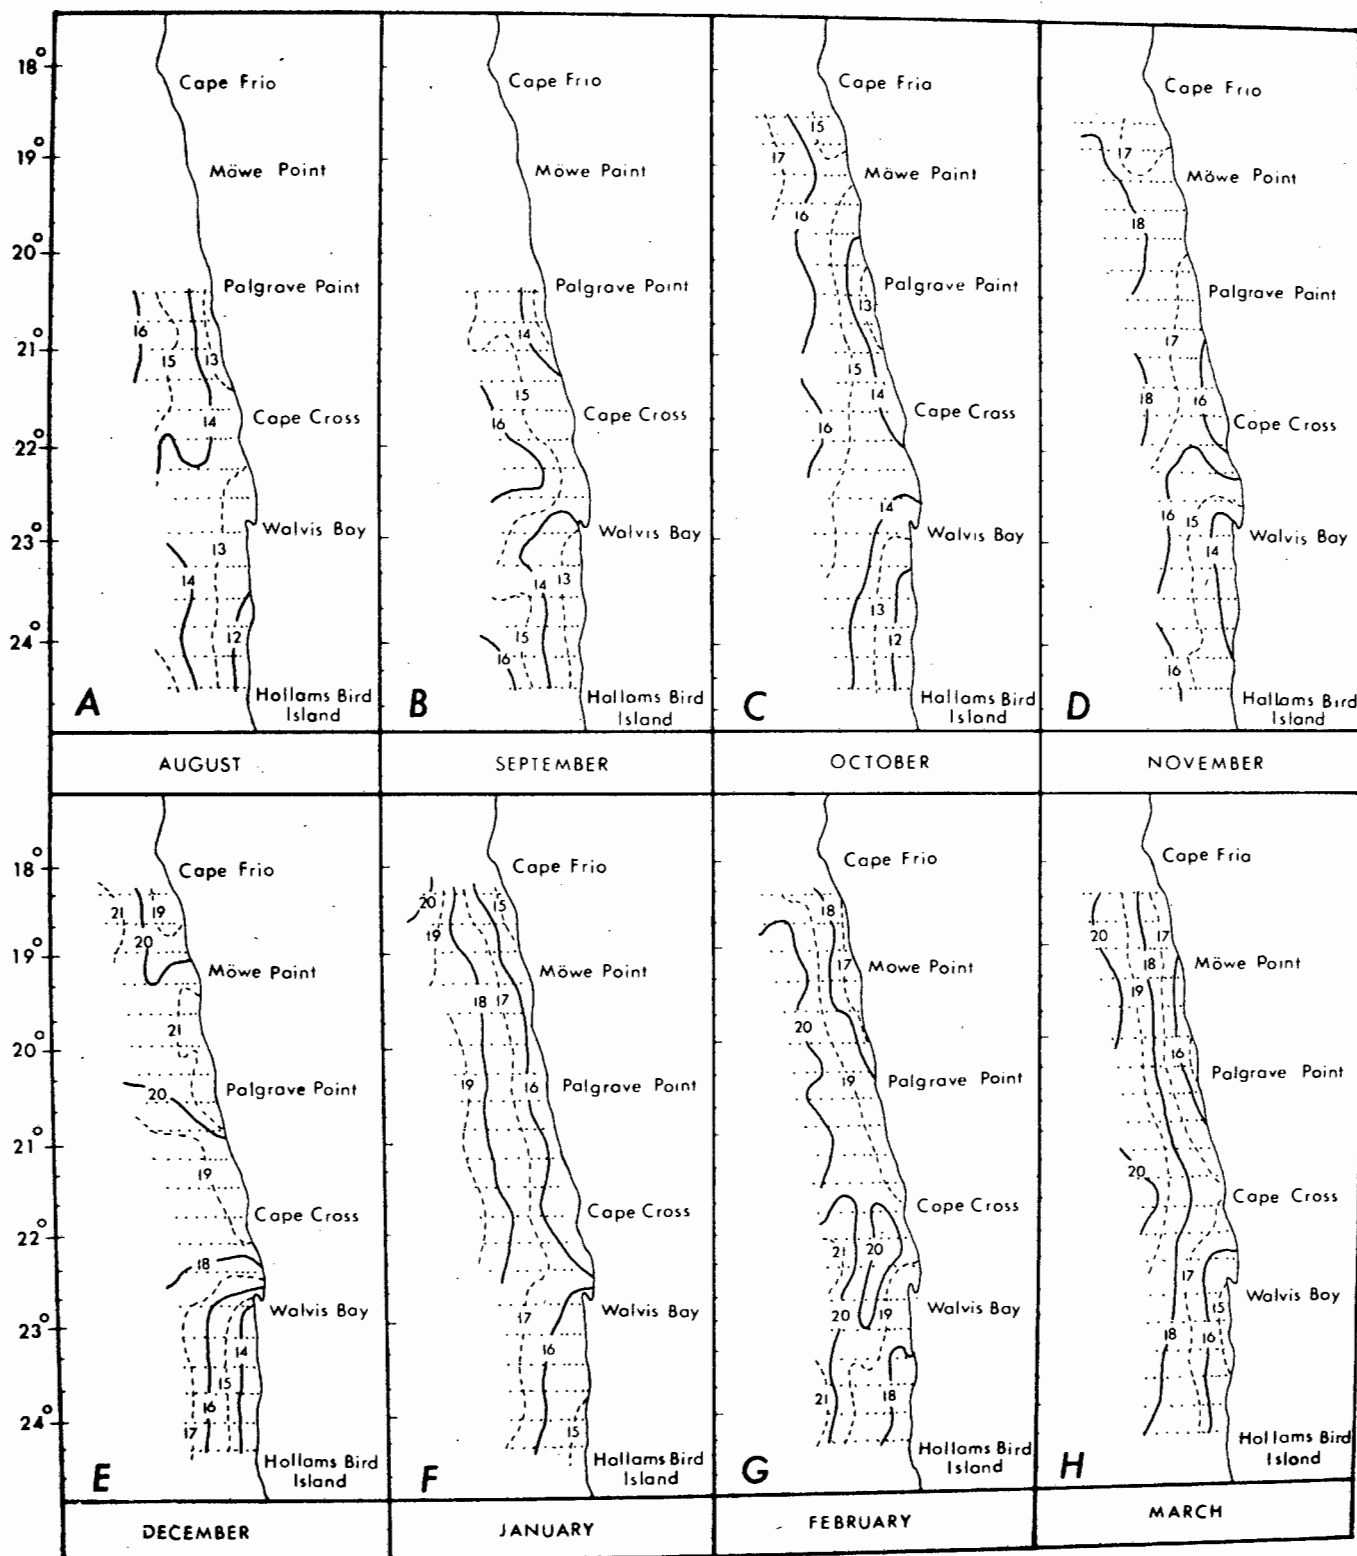 18°
19°
20°
21°
22°
23°
24°
Cape Frio
Mäwe Point
Palgrave Paint
Cape Cross
Walvis Bay
Hollams Bird
Island
16
15
13
14
13
14
12
A
AUGUST
Cape Frio
Möwe Paint
Palgrave Point
Cape Cross
Walvis Bay
Hallams Bird
Island
14
15
16
14
13
15
16
B
SEPTEMBER
Cape Fria
Mäwe Paint
Palgrave Point
Cape Crass
Walvis Bay
Hollams Bird
Island
15
17
16
13
15
14
16
14
13
12
C
OCTOBER
Cape Frio
Möwe Point
Palgrave Paint
Cope Cross
Walvis Bay
Hallams Bird
Island
17
18
17
18
16
16
15
14
16
D
NOVEMBER
18°
19°
20°
21°
22°
23°
24°
Cape Frio
Möwe Paint
Palgrave Point
Cape Cross
Walvis Bay
Hollams Bird
Island
21
19
20
21
20
19
18
14
15
16
17
E
DECEMBER
Cape Frio
Möwe Point
Palgrave Point
Cape Cross
Walvis Bay
Hollams Bird
Island
20
15
19
18
17
19
16
17
16
15
F
JANUARY
Cape Frio
Mowe Point
Palgrave Point
Cape Cross
Walvis Bay
Hollams Bird
Island
18
17
20
19
21
20
20
19
21
18
G
FEBRUARY
Cape Fria
Möwe Point
Palgrave Point
Cape Cross
Walvis Bay
Hollams Bird
Island
20
17
18
19
16
20
17
15
18
16
H
MARCH